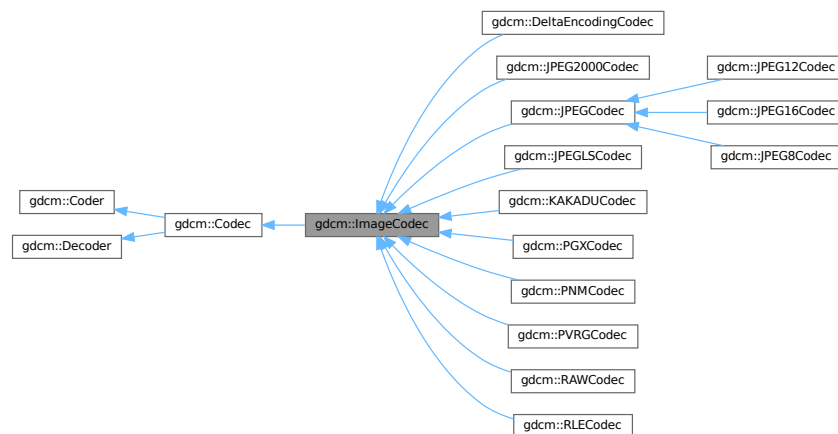 gdcm::DeltaEncodingCodec
gdcm::JPEG2000Codec
gdcm::JPEG12Codec
gdcm::JPEGCodec
gdcm::JPEG16Codec
gdcm::JPEGLSCodec
gdcm::JPEG8Codec
gdcm::Coder
gdcm::Codec
gdcm::ImageCodec
gdcm::KAKADUCodec
gdcm::Decoder
gdcm::PGXCodec
gdcm::PNMCodec
gdcm::PVRGCodec
gdcm::RAWCodec
gdcm::RLECodec